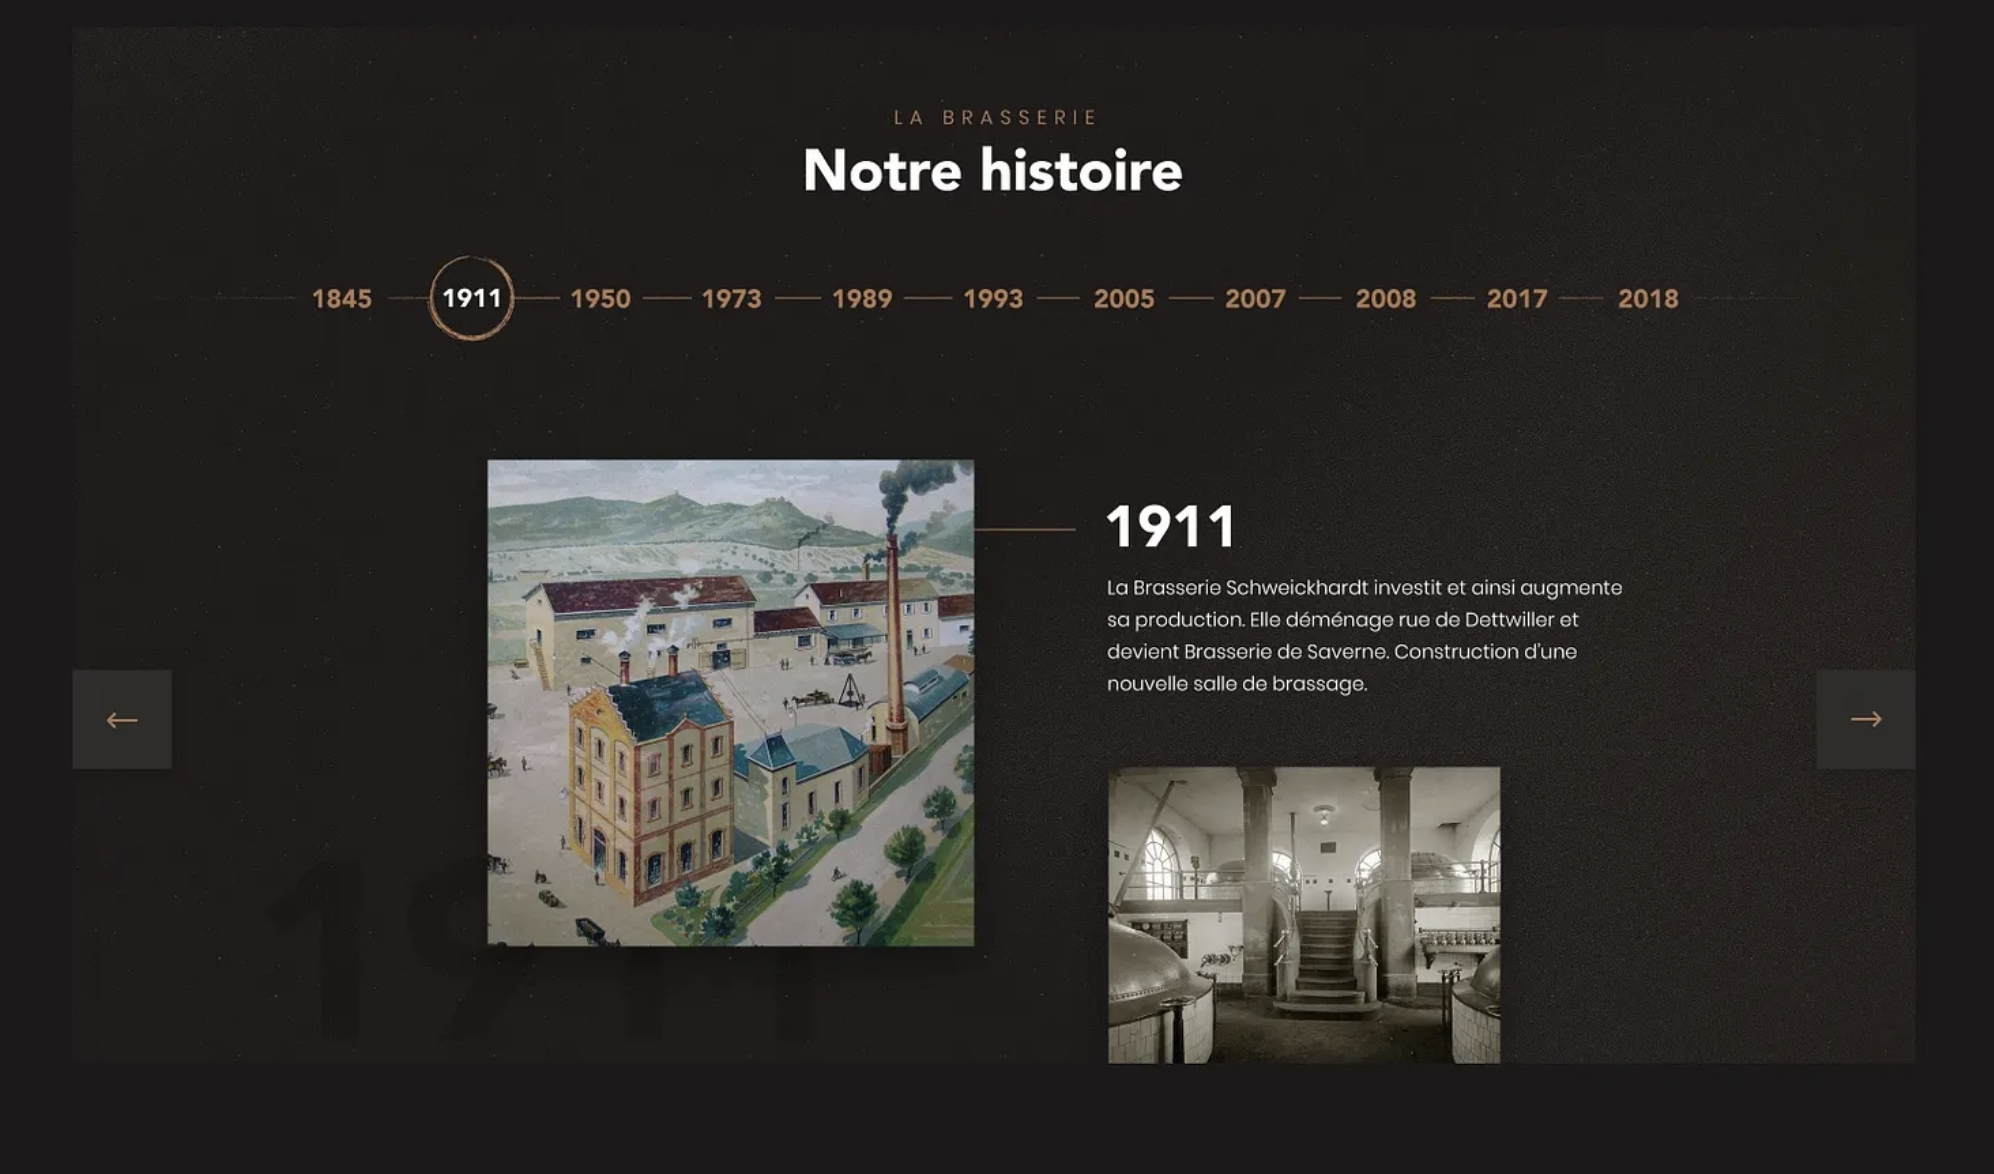 LA BRASSERIE
Notre histoire
1845 1911 1950 1973 1989 1993 2005 2007 2008 2017 2018
1911
La Brasserie Schweickhardt investit et ainsi augmente
sa production. Elle déménage rue de Dettwiller et
devient Brasserie de Saverne. Construction d'une
nouvelle salle de brassage.
1911